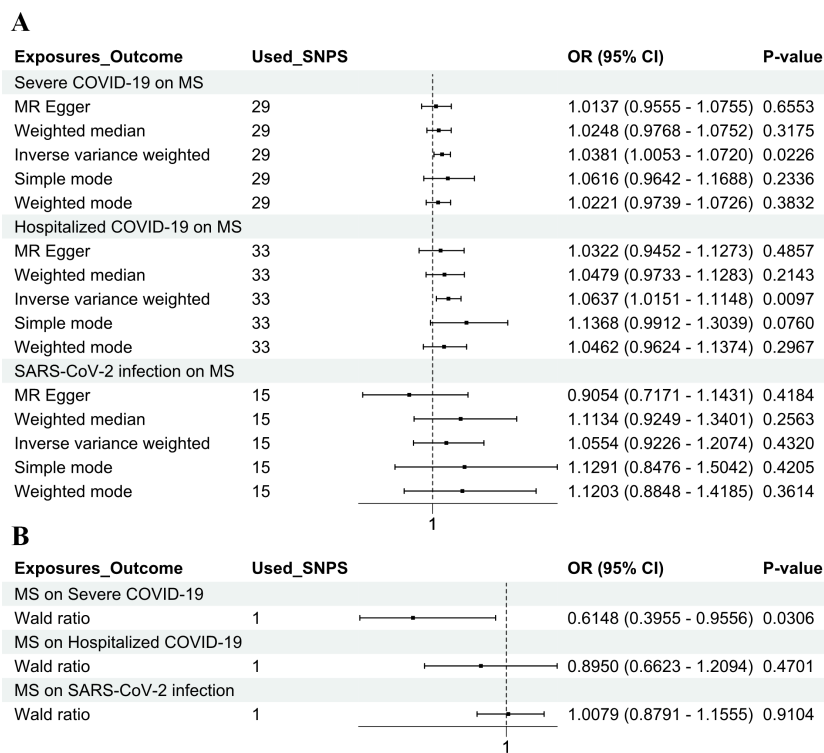 A
Exposures_Outcome Used_SNPS OR (95% CI) P-value
Severe COVID-19 on MS
MR Egger 29 1.0137 (0.9555 - 1.0755) 0.6553
Weighted median 29 1.0248 (0.9768 - 1.0752) 0.3175
Inverse variance weighted 29 1.0381 (1.0053 - 1.0720) 0.0226
Simple mode 29 1.0616 (0.9642 - 1.1688) 0.2336
Weighted mode 29 1.0221 (0.9739 - 1.0726) 0.3832
Hospitalized COVID-19 on MS
MR Egger 33 1.0322 (0.9452 - 1.1273) 0.4857
Weighted median 33 1.0479 (0.9733 - 1.1283) 0.2143
Inverse variance weighted 33 1.0637 (1.0151 - 1.1148) 0.0097
Simple mode 33 1.1368 (0.9912 - 1.3039) 0.0760
Weighted mode 33 1.0462 (0.9624 - 1.1374) 0.2967
SARS-CoV-2 infection on MS
MR Egger 15 0.9054 (0.7171 - 1.1431) 0.4184
Weighted median 15 1.1134 (0.9249 - 1.3401) 0.2563
Inverse variance weighted 15 1.0554 (0.9226 - 1.2074) 0.4320
Simple mode 15 1.1291 (0.8476 - 1.5042) 0.4205
Weighted mode 15 1.1203 (0.8848 - 1.4185) 0.3614
1
B
Exposures_Outcome Used_SNPS OR (95% CI) P-value
MS on Severe COVID-19
Wald ratio 1 0.6148 (0.3955 - 0.9556) 0.0306
MS on Hospitalized COVID-19
Wald ratio 1 0.8950 (0.6623 - 1.2094) 0.4701
MS on SARS-CoV-2 infection
Wald ratio 1 1.0079 (0.8791 - 1.1555) 0.9104
1